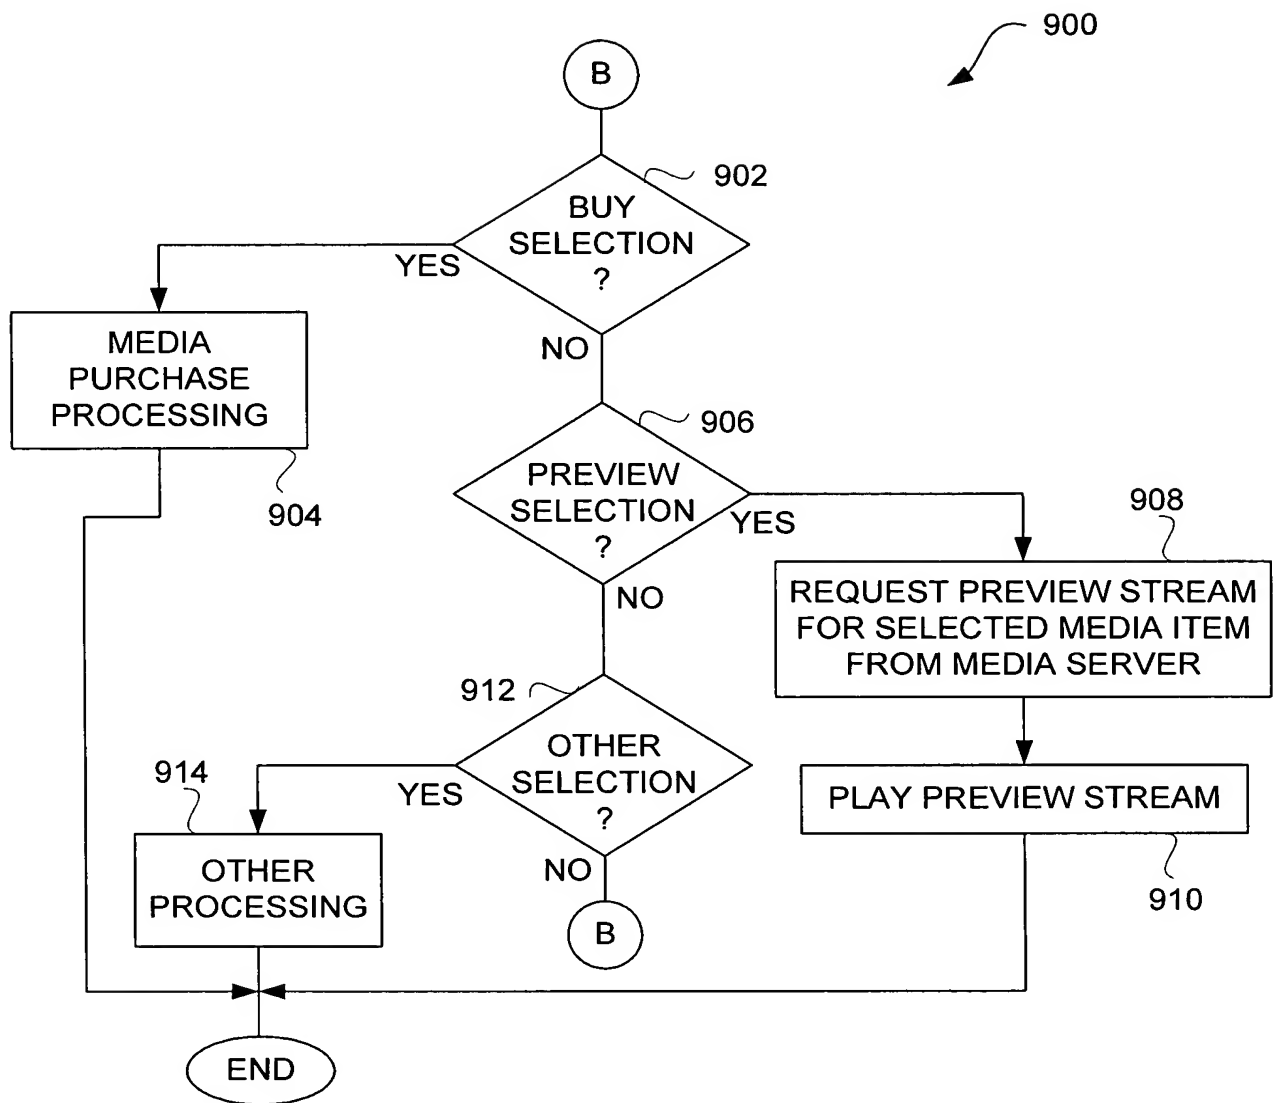 900
B
902
BUY
SELECTION
?
YES
NO
MEDIA
PURCHASE
PROCESSING
904
906
PREVIEW
SELECTION
?
YES
NO
908
REQUEST PREVIEW STREAM
FOR SELECTED MEDIA ITEM
FROM MEDIA SERVER
912
OTHER
SELECTION
?
YES
NO
914
OTHER
PROCESSING
PLAY PREVIEW STREAM
910
B
END